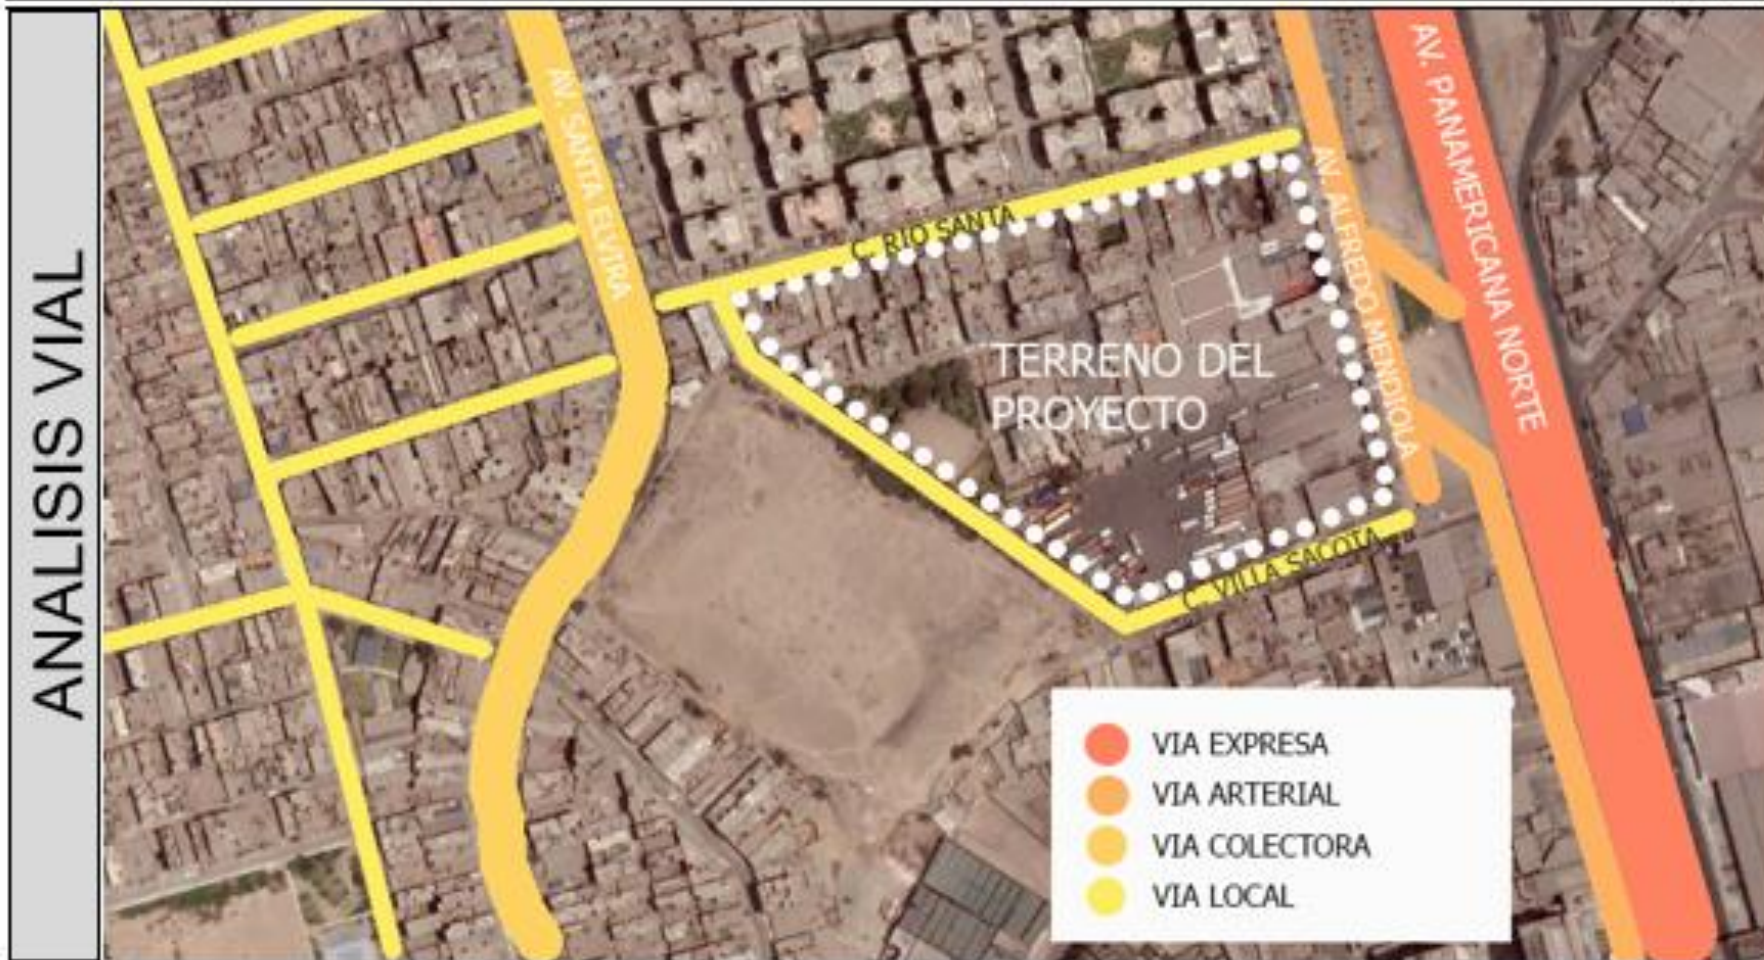 ANALISIS VIAL
AV. SANTA ELVIRA
C. RIO SANTA
AV. ALFREDO MENDIOLA
AV. PANAMERICANA NORTE
TERRENO DEL
PROYECTO
C. VILLA SACOTA
VIA EXPRESA
VIA ARTERIAL
VIA COLECTORA
VIA LOCAL